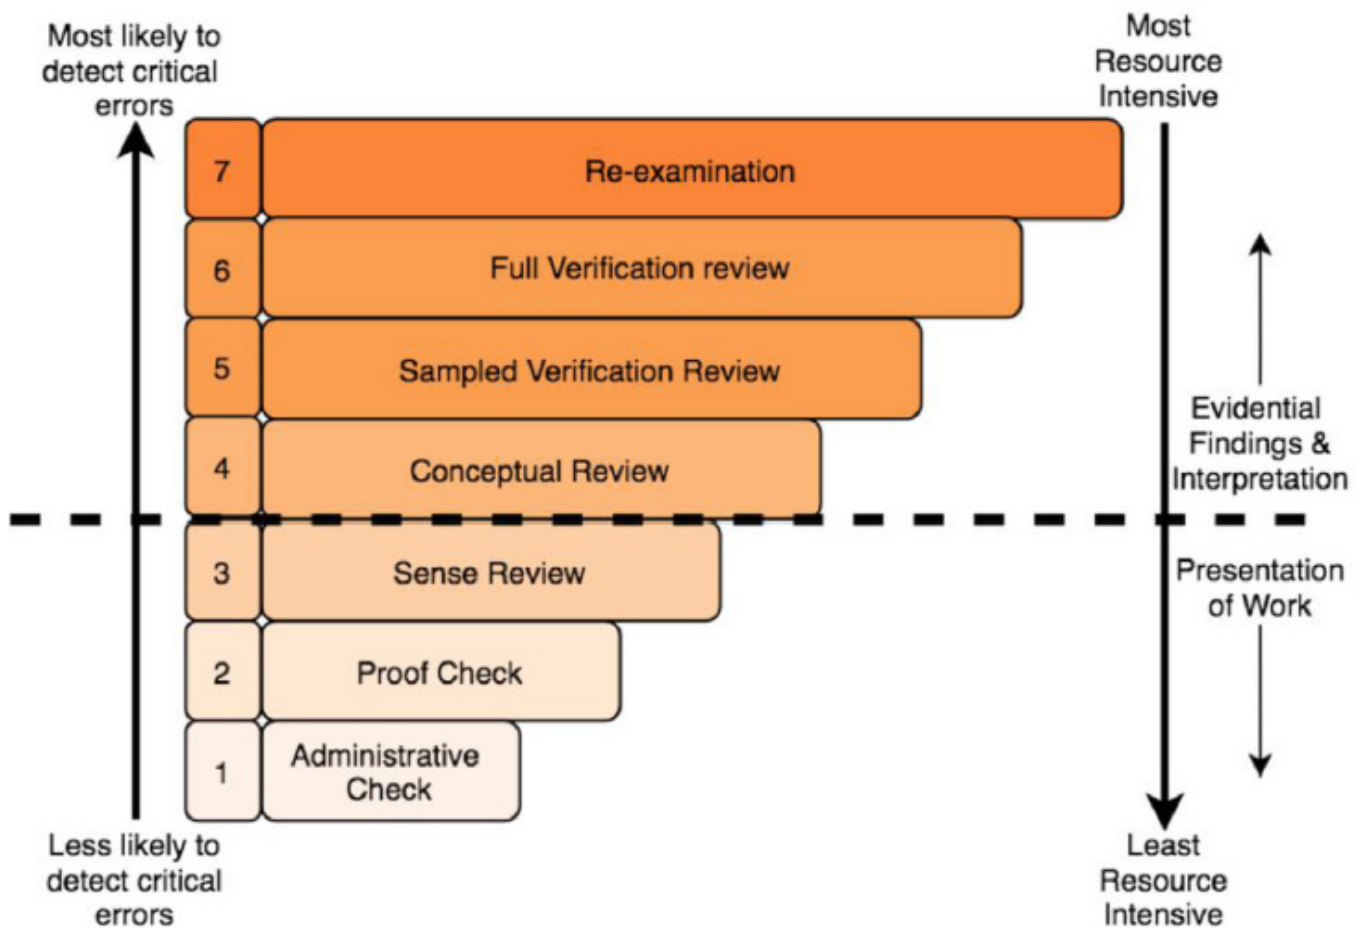 Most likely to
detect critical
errors
Most
Resource
Intensive
7
Re-examination
6
Full Verification review
5
Sampled Verification Review
4
Conceptual Review
Evidential
Findings &
Interpretation
3
Sense Review
Presentation
of Work
2
Proof Check
1
Administrative
Check
Less likely to
detect critical
errors
Least
Resource
Intensive